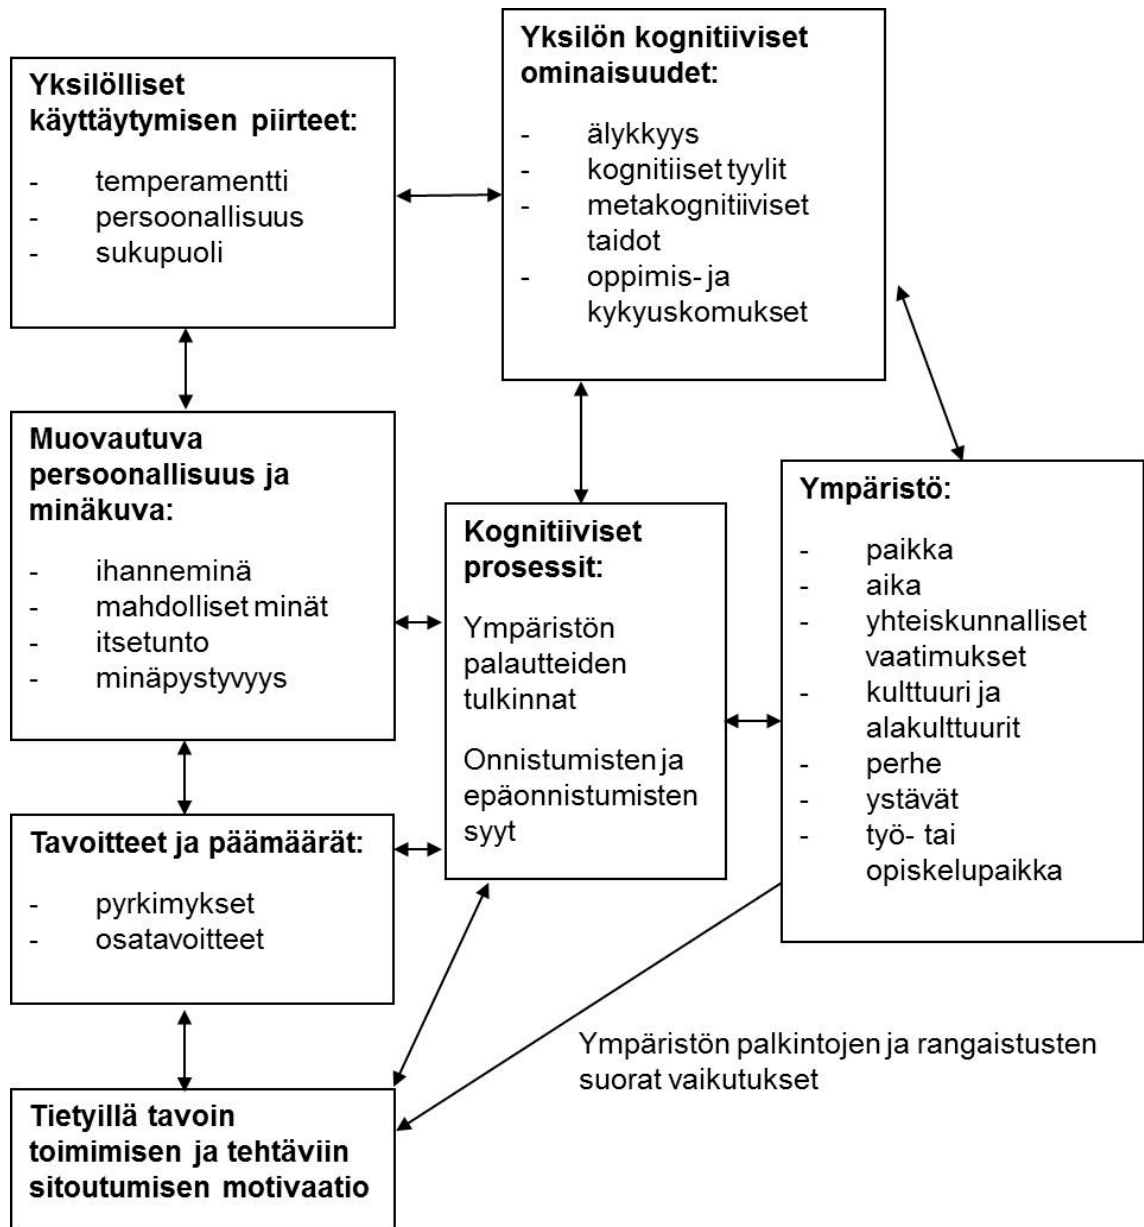 Yksilölliset
käyttäytymisen piirteet:
- temperamentti
- persoonallisuus
- sukupuoli
Yksilön kognitiiviset
ominaisuudet:
- älykkyys
- kognitiiset tyylit
- metakognitiiviset
taidot
- oppimis- ja
kykyuskomukset
Muovautuva
persoonallisuus ja
minäkuva:
- ihanneminä
- mahdolliset minät
- itsetunto
- minäpystyvyys
Kognitiiviset
prosessit:
Ympäristön
palautteiden
tulkinnat
Onnistumisten ja
epäonnistumisten
syyt
Ympäristö:
- paikka
- aika
- yhteiskunnalliset
vaatimukset
- kulttuuri ja
alakulttuurit
- perhe
- ystävät
- työ- tai
opiskelupaikka
Tavoitteet ja päämäärät:
- pyrkimykset
- osatavoitteet
Ympäristön palkintojen ja rangaistusten
suorat vaikutukset
Tietyillä tavoin
toimimisen ja tehtäviin
sitoutumisen motivaatio